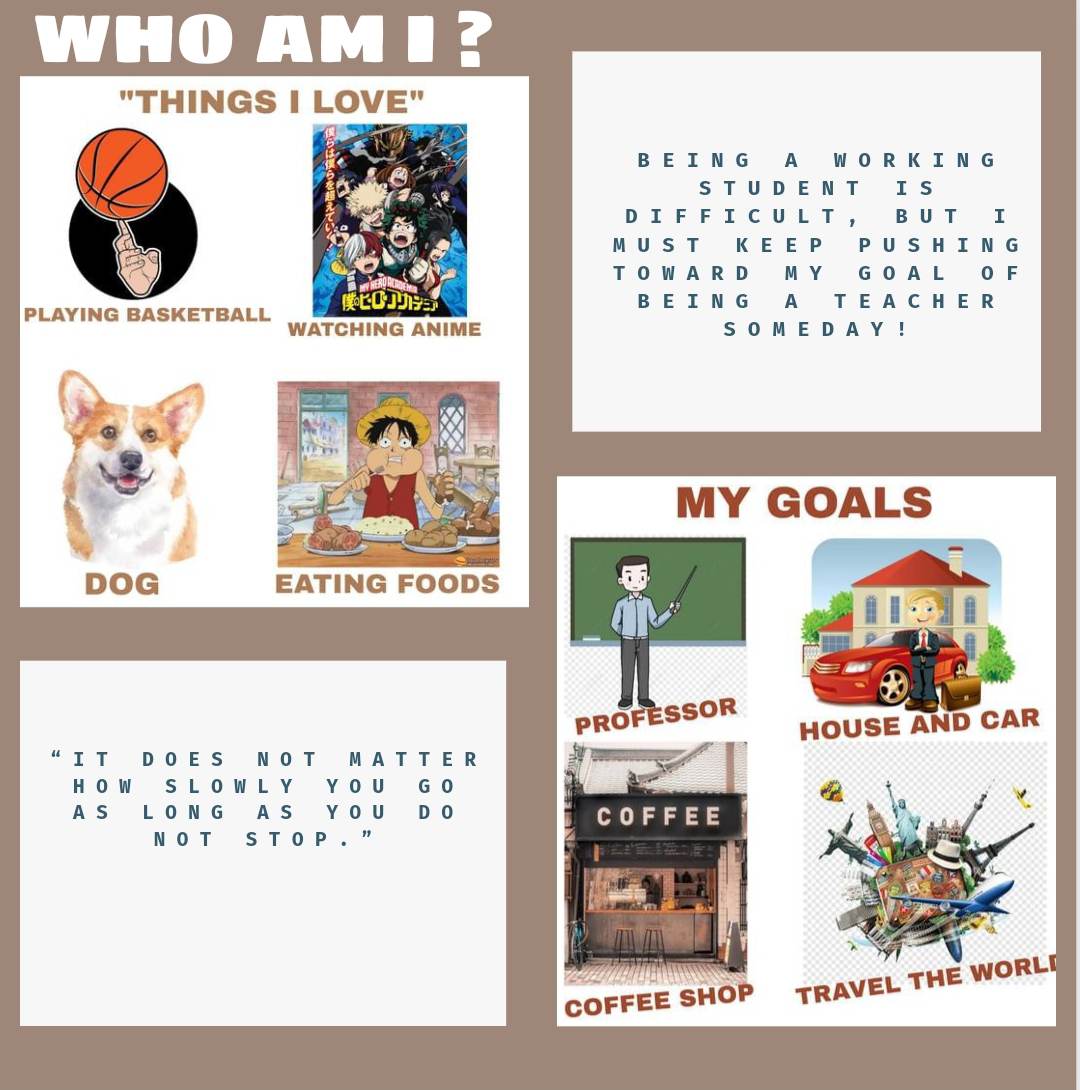 WHO AM I ?
"THINGS I LOVE"
僕らは僕らを超えていく。
MY HERO ACADEMIA
僕のヒーローアカデミア
PLAYING BASKETBALL
WATCHING ANIME
DOG
EATING FOODS
BEING A WORKING
STUDENT IS
DIFFICULT, BUT I
MUST KEEP PUSHING
TOWARD MY GOAL OF
BEING A TEACHER
SOMEDAY!
MY GOALS
PROFESSOR
HOUSE AND CAR
COFFEE
COFFEE SHOP
TRAVEL THE WORLD
“IT DOES NOT MATTER
HOW SLOWLY YOU GO
AS LONG AS YOU DO
NOT STOP.”